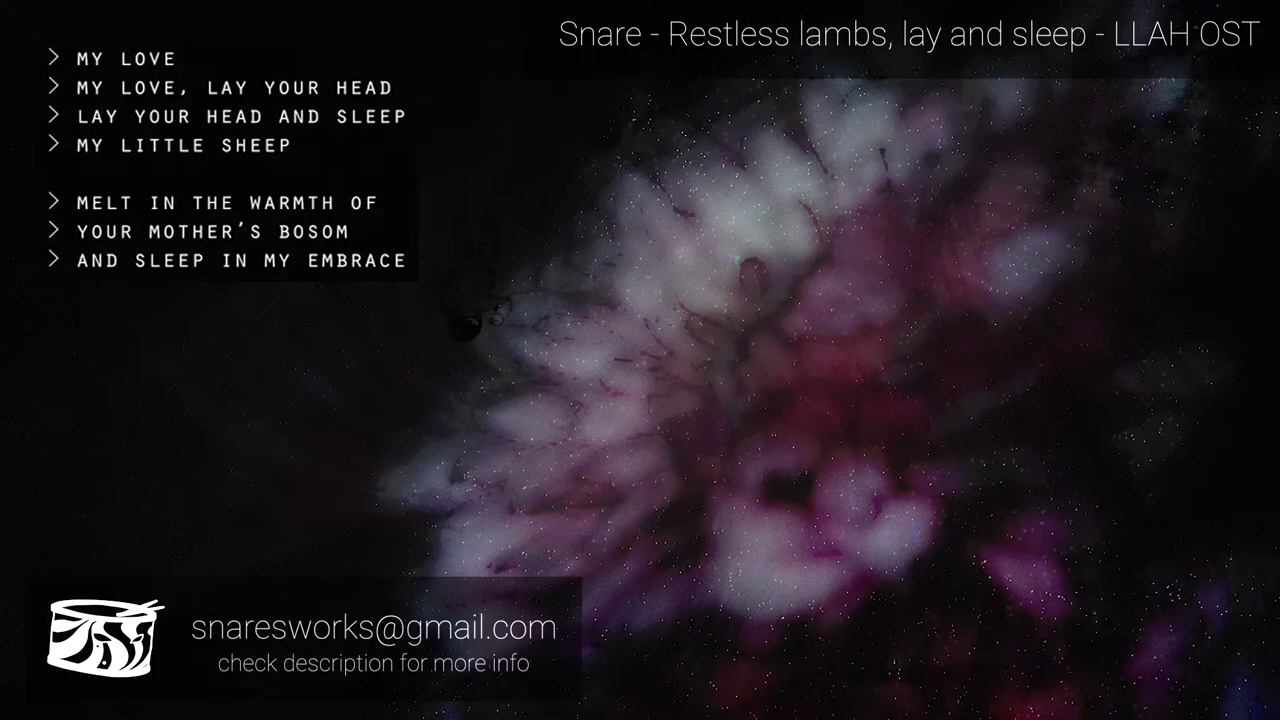 Snare - Restless lambs, lay and sleep - LLAH OST
> MY LOVE
> MY LOVE, LAY YOUR HEAD
> LAY YOUR HEAD AND SLEEP
> MY LITTLE SHEEP
> MELT IN THE WARMTH OF
> YOUR MOTHER'S BOSOM
> AND SLEEP IN MY EMBRACE
snaresworks@gmail.com
check description for more info